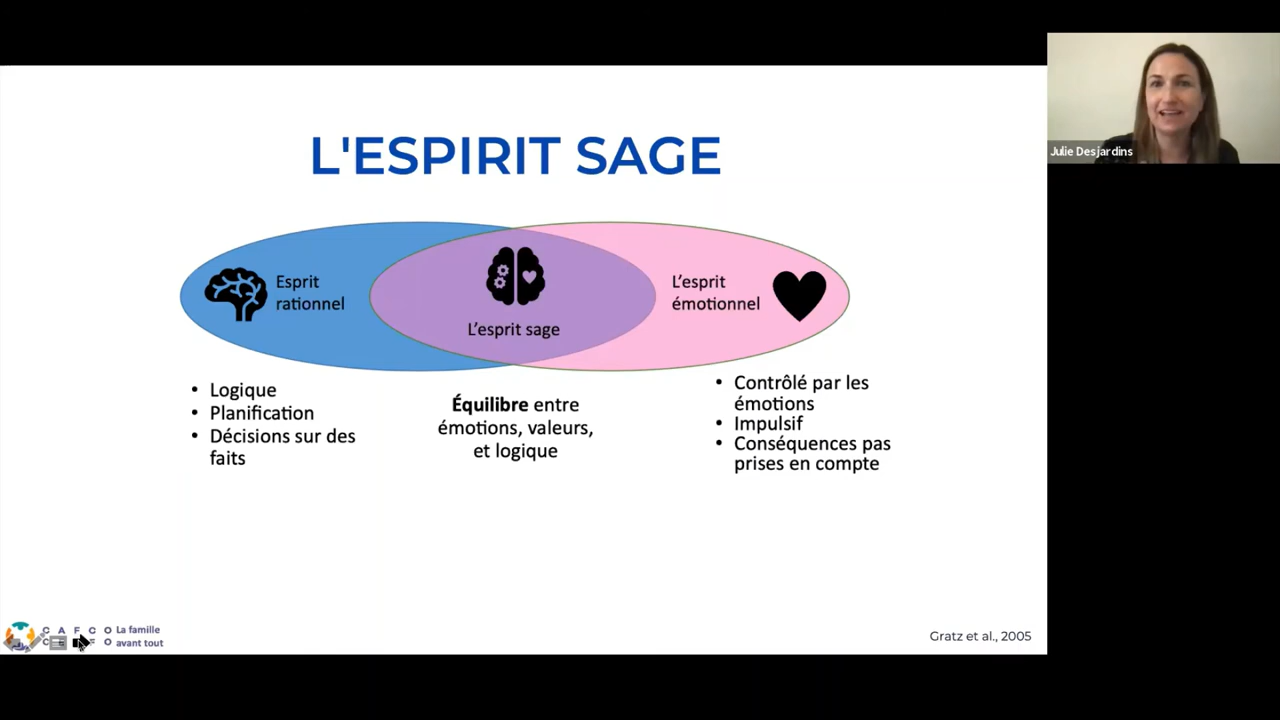 L'ESPIRIT SAGE
Julie Desjardins
Esprit
rationnel
L'esprit sage
L'esprit
émotionnel
• Logique
• Planification
• Décisions sur des
faits
Équilibre entre
émotions, valeurs,
et logique
• Contrôlé par les
émotions
• Impulsif
• Conséquences pas
prises en compte
C A F C O La famille
avant tout
Gratz et al., 2005